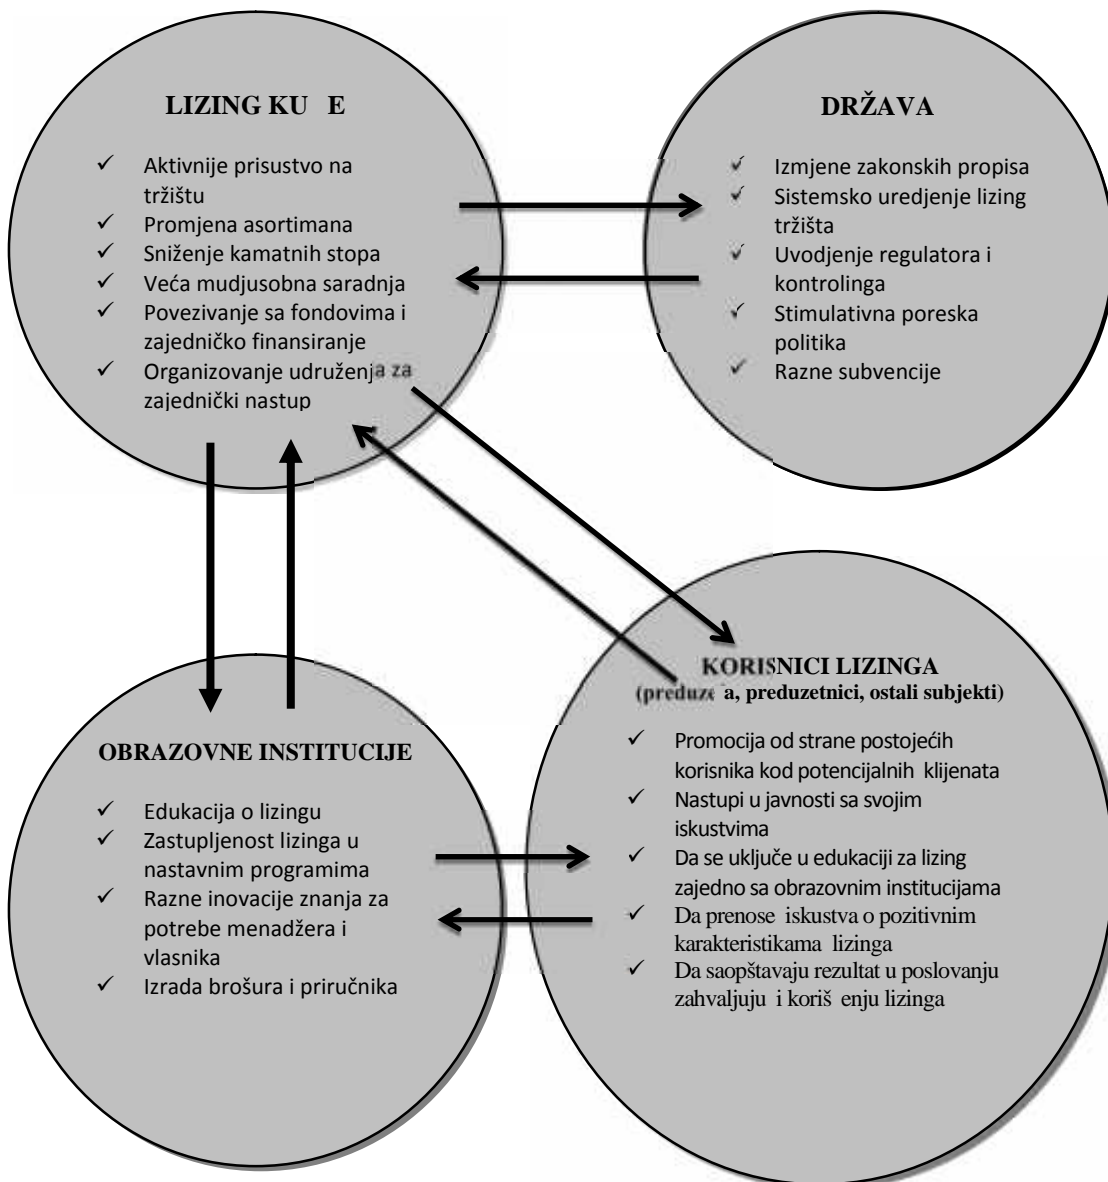 LIZING KU E
✓ Aktivnije prisustvo na
tržištu
✓ Promjena asortimana
✓ Sniženje kamatnih stopa
✓ Veća mudjusobna saradnja
✓ Povezivanje sa fondovima i
zajedničko finansiranje
✓ Organizovanje udruženja za
zajednički nastup
DRŽAVA
✓ Izmjene zakonskih propisa
✓ Sistemsko uredjenje lizing
tržišta
✓ Uvodjenje regulatora i
kontrolinga
✓ Stimulativna poreska
politika
✓ Razne subvencije
OBRAZOVNE INSTITUCIJE
✓ Edukacija o lizingu
✓ Zastupljenost lizinga u
nastavnim programima
✓ Razne inovacije znanja za
potrebe menadžera i
vlasnika
✓ Izrada brošura i priručnika
KORISNICI LIZINGA
(preduze a, preduzetnici, ostali subjekti)
✓ Promocija od strane postojećih
korisnika kod potencijalnih klijenata
✓ Nastupi u javnosti sa svojim
iskustvima
✓ Da se uključe u edukaciji za lizing
zajedno sa obrazovnim institucijama
✓ Da prenose iskustva o pozitivnim
karakteristikama lizinga
✓ Da saopštavaju rezultat u poslovanju
zahvaljuju i koriš enju lizinga